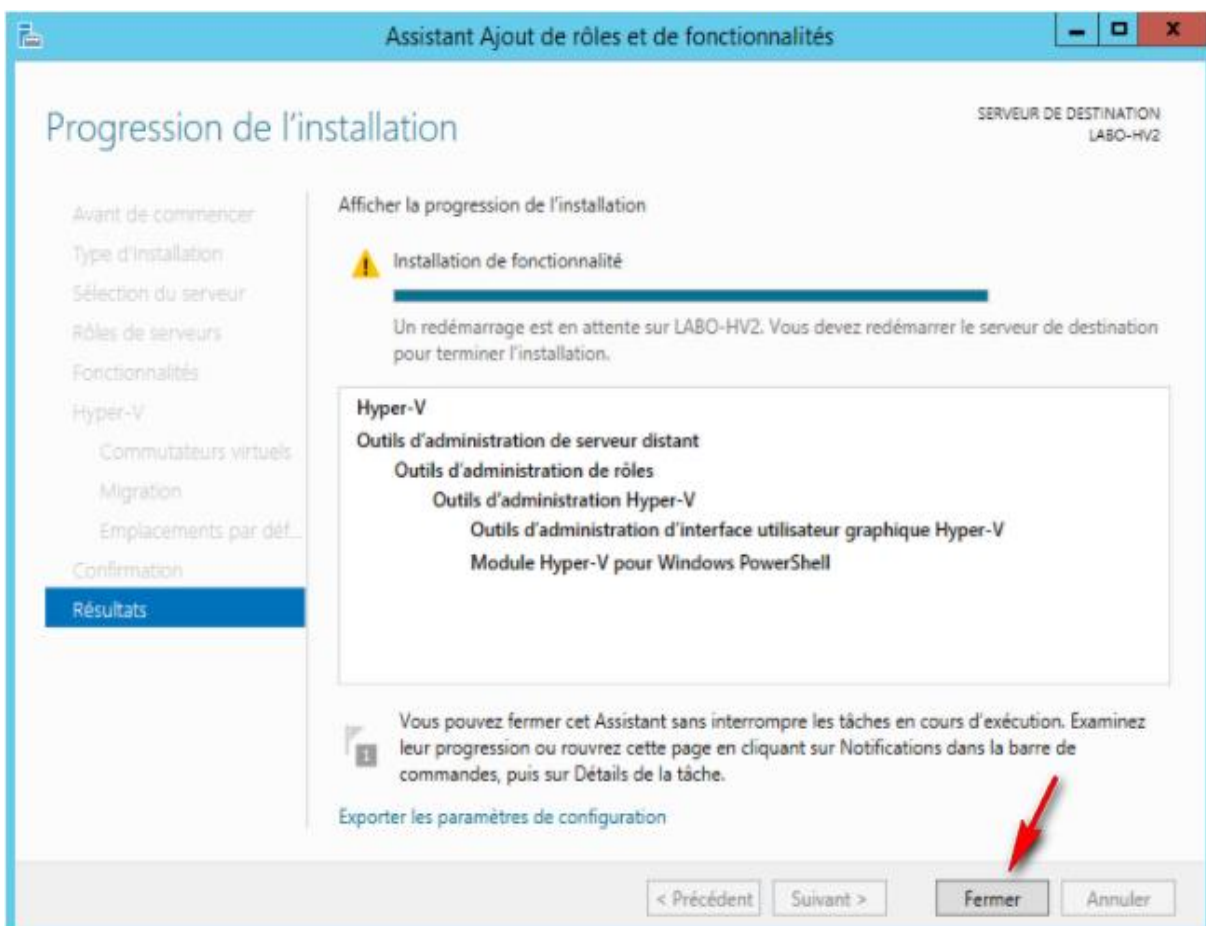 Assistant Ajout de rôles et de fonctionnalités
Progression de l'installation
SERVEUR DE DESTINATION
LABO-HV2
Avant de commencer
Type d'installation
Sélection du serveur
Rôles de serveurs
Fonctionnalités
Hyper-V
Commutateurs virtuels
Migration
Emplacements par déf...
Confirmation
Résultats
Afficher la progression de l'installation
Installation de fonctionnalité
Un redémarrage est en attente sur LABO-HV2. Vous devez redémarrer le serveur de destination
pour terminer l'installation.
Hyper-V
Outils d'administration de serveur distant
Outils d'administration de rôles
Outils d'administration Hyper-V
Outils d'administration d'interface utilisateur graphique Hyper-V
Module Hyper-V pour Windows PowerShell
1
Vous pouvez fermer cet Assistant sans interrompre les tâches en cours d'exécution. Examinez
leur progression ou rouvrez cette page en cliquant sur Notifications dans la barre de
commandes, puis sur Détails de la tâche.
Exporter les paramètres de configuration
< Précédent
Suivant >
Fermer
Annuler